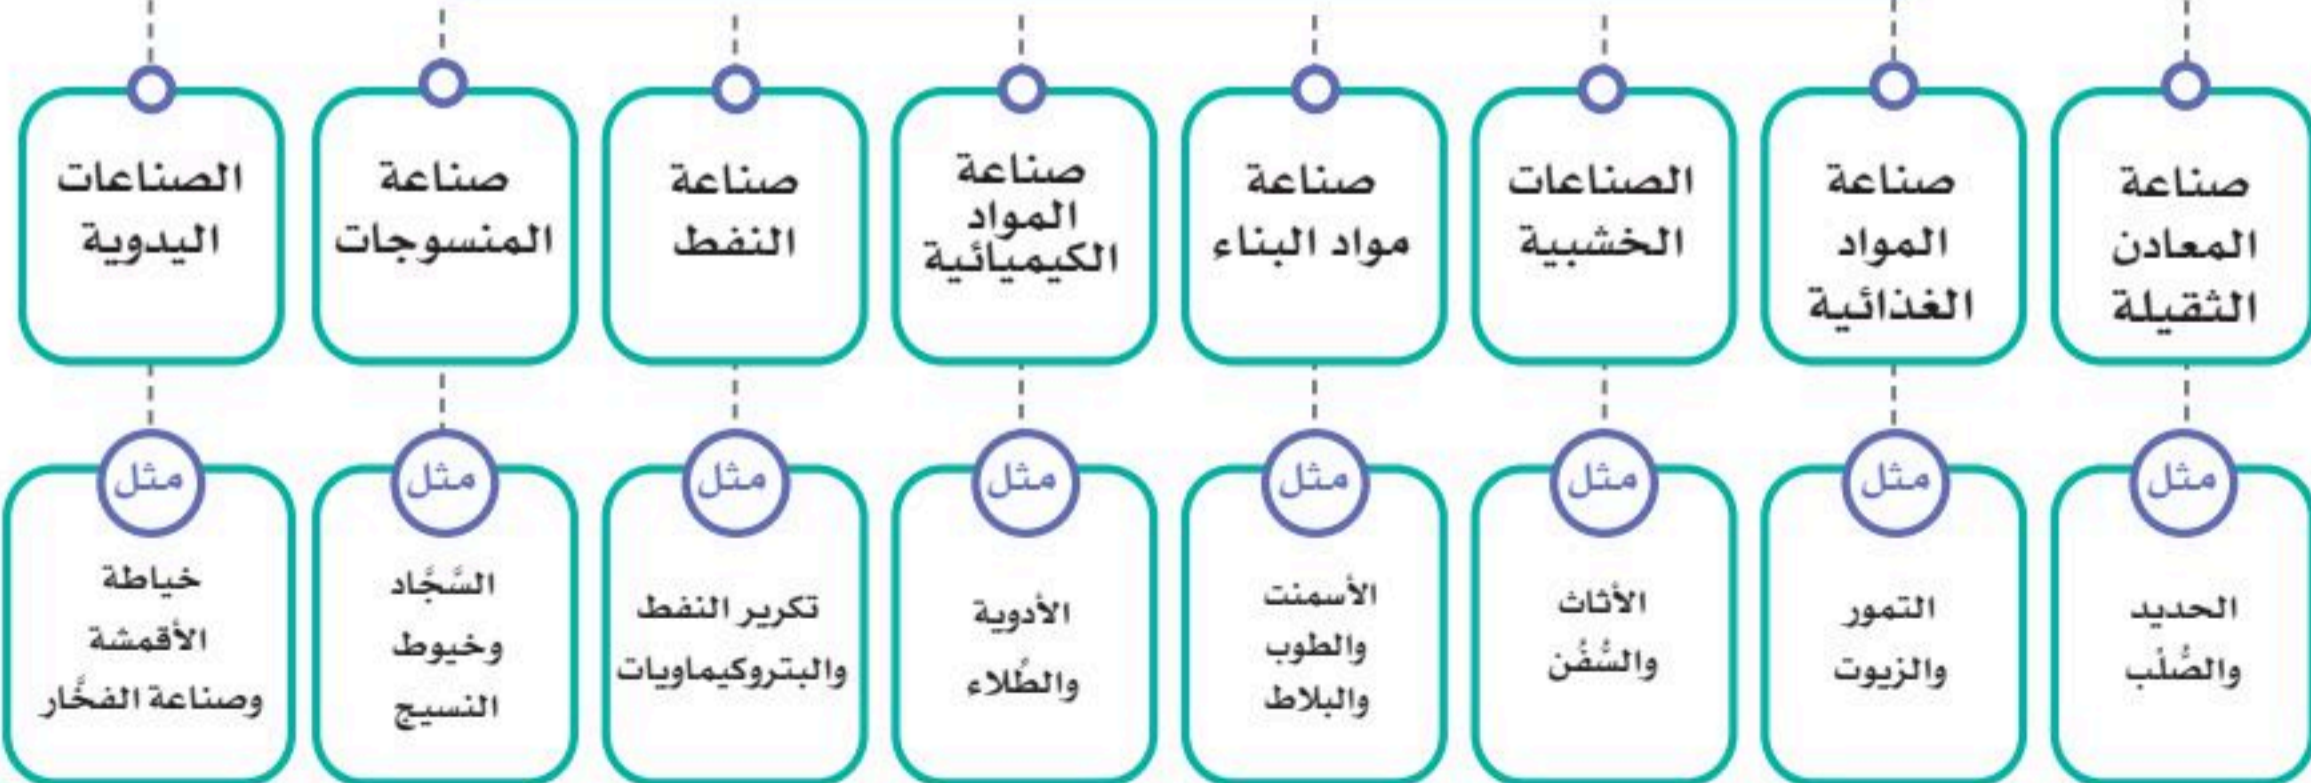 صناعة
المعادن
الثقيلة
صناعة
المواد
الغذائية
الصناعات
الخشبية
صناعة
مواد البناء
صناعة
المواد
الكيميائية
صناعة
النفط
صناعة
المنسوجات
الصناعات
اليدوية
مثل
الحديد
والصُّلْب
مثل
التمور
والزيوت
مثل
الأثاث
والسُّفُن
مثل
الأسمنت
والطوب
والبلاط
مثل
الأدوية
والطِّلاء
مثل
تكرير النفط
والبتروكيماويات
مثل
السَّجَّاد
وخيوط
النسيج
مثل
خياطة
الأقمشة
وصناعة الفخَّار